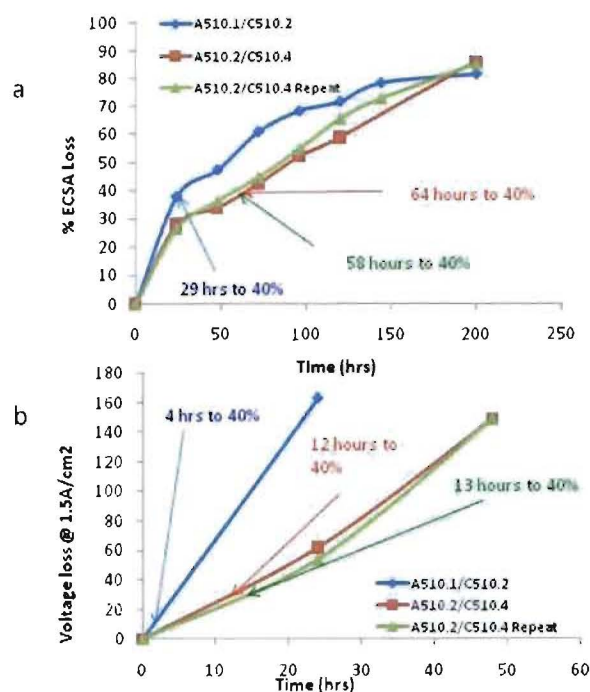 a
% ECSA Loss
100
90
80
70
60
50
40
30
20
10
0
A510.1/C510.2
A510.2/C510.4
A510.2/C510.4 Repeat
64 hours to 40%
58 hours to 40%
29 hrs to 40%
0 50 100 150 200 250
Time (hrs)
b
Voltage loss @ 1.5A/cm2
180
160
140
120
100
80
60
40
20
0
4 hrs to 40%
12 hours to
40%
13 hours to 40%
A510.1/C510.2
A510.2/C510.4
A510.2/C510.4 Repeat
0 10 20 30 40 50 60
Time (hrs)